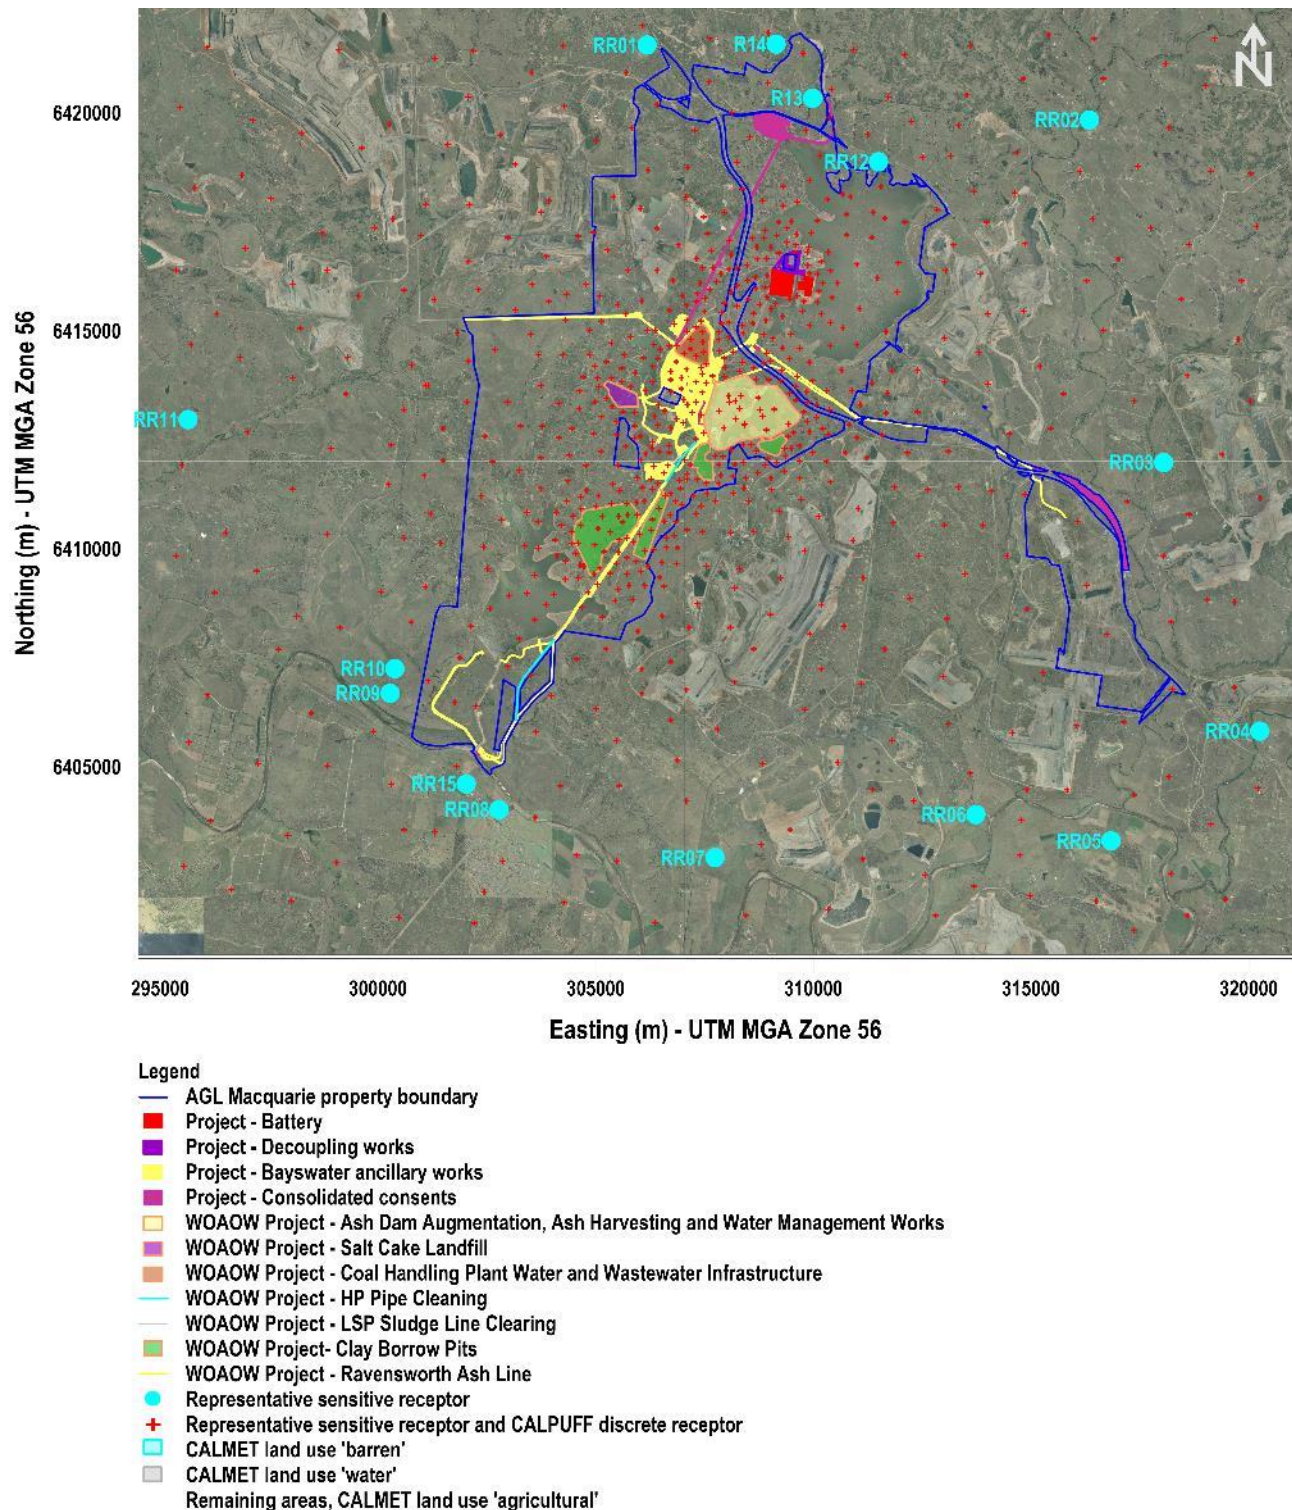 N
RR01
R14
R13
RR02
RR12
RR11
RR03
RR10
RR09
RR04
RR15
RR08
RR06
RR05
RR07
6420000
6415000
6410000
6405000
Northing (m) - UTM MGA Zone 56
295000 300000 305000 310000 315000 320000
Easting (m) - UTM MGA Zone 56
Legend
AGL Macquarie property boundary
Project - Battery
Project - Decoupling works
Project - Bayswater ancillary works
Project - Consolidated consents
WOAOW Project - Ash Dam Augmentation, Ash Harvesting and Water Management Works
WOAOW Project - Salt Cake Landfill
WOAOW Project - Coal Handling Plant Water and Wastewater Infrastructure
WOAOW Project - HP Pipe Cleaning
WOAOW Project - LSP Sludge Line Clearing
WOAOW Project- Clay Borrow Pits
WOAOW Project - Ravensworth Ash Line
Representative sensitive receptor
Representative sensitive receptor and CALPUFF discrete receptor
CALMET land use 'barren'
CALMET land use 'water'
Remaining areas, CALMET land use 'agricultural'